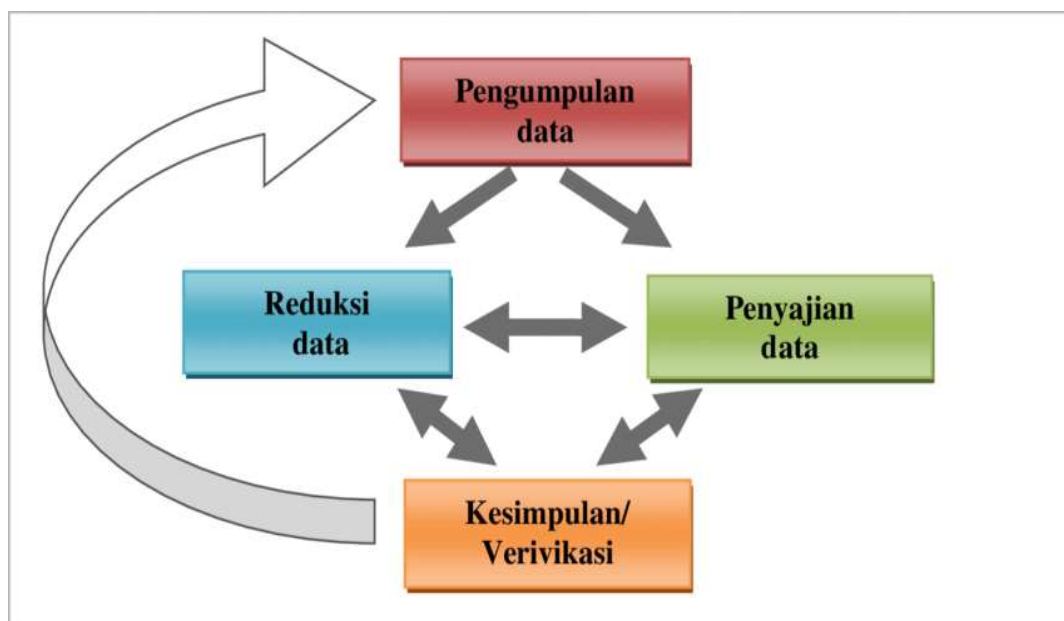 Pengumpulan
data
Reduksi
data
Penyajian
data
Kesimpulan/
Verivikasi